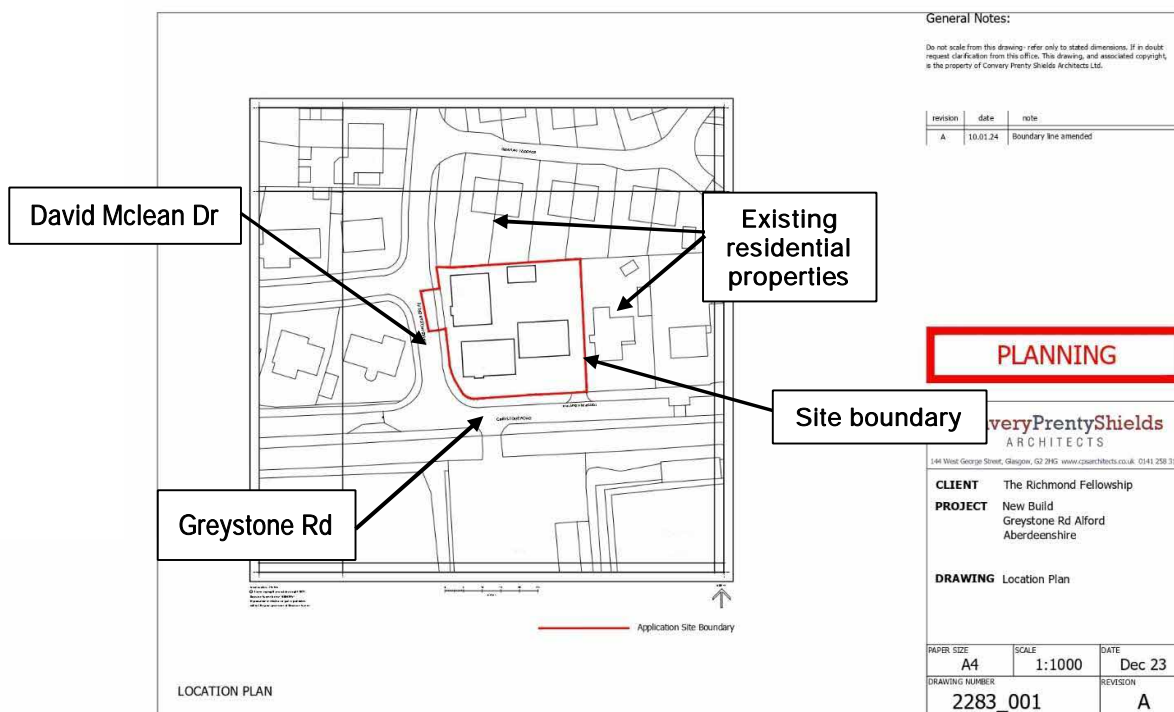 General Notes:
Do not scale from this drawing- refer only to stated dimensions. If in doubt
request clarification from this office. This drawing, and associated copyright,
is the property of Convery Prenty Shields Architects Ltd.
revision date note
A 10.01.24 Boundary line amended
David Mclean Dr
Existing
residential
properties
Site boundary
Greystone Rd
GREYSTONE ROAD
PLANNING
veryPrentyShields
ARCHITECTS
144 West George Street, Glasgow, G2 2HG www.cpsarchitects.co.uk 0141 258 3
CLIENT The Richmond Fellowship
PROJECT New Build
Greystone Rd Alford
Aberdeenshire
DRAWING Location Plan
Application Site Boundary
LOCATION PLAN
PAPER SIZE SCALE DATE
A4 1:1000 Dec 23
DRAWING NUMBER REVISION
2283_001 A